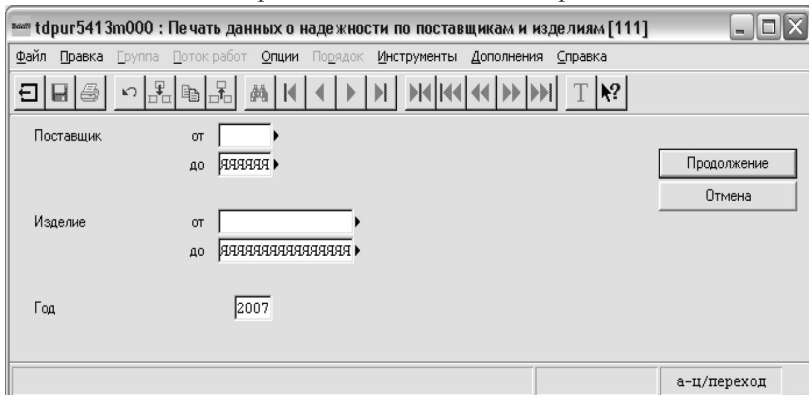 tdpur5413m000 : Печать данных о надежности по поставщикам и изделиям [111]
Файл Правка Группа Поток работ Опции Порядок Инструменты Дополнения Справка
Поставщик от
до ЯЯЯЯЯЯ
Продолжение
Отмена
Изделие от
до ЯЯЯЯЯЯЯЯЯЯЯЯЯЯЯЯ
Год 2007
а-ц/переход